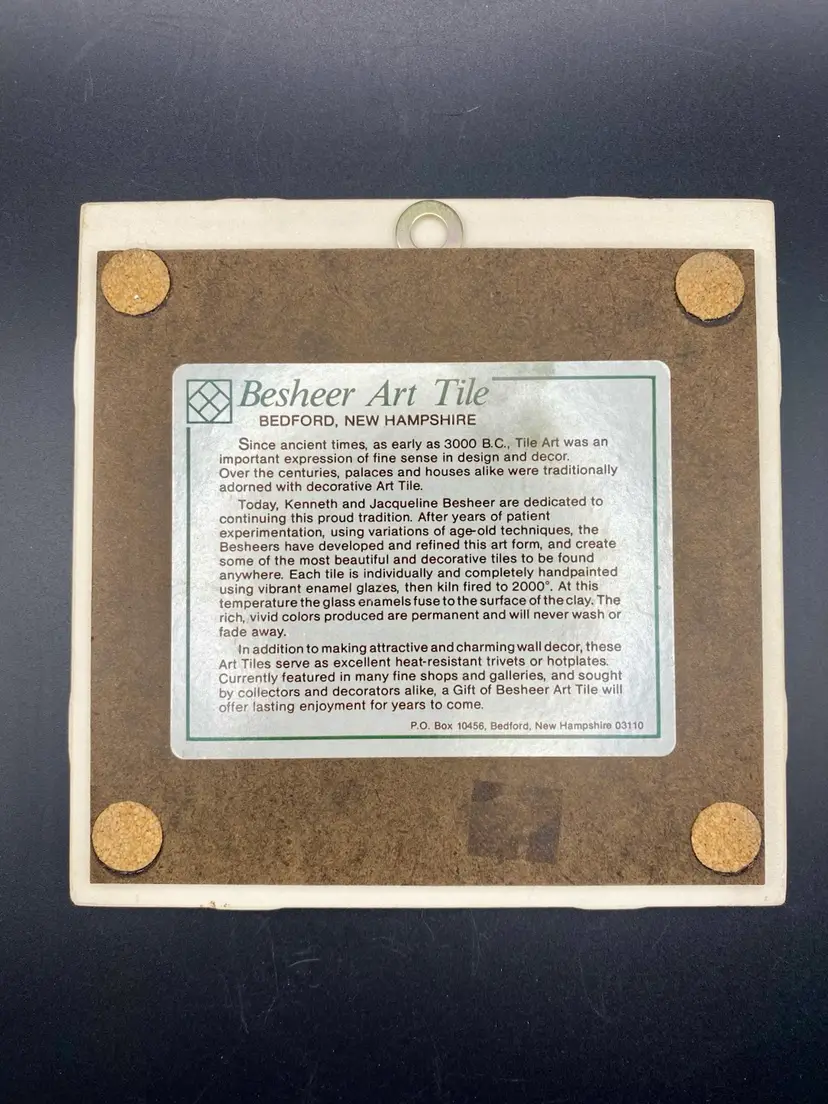 Besheer Art Tile
BEDFORD, NEW HAMPSHIRE
Since ancient times, as early as 3000 B.C., Tile Art was an
important expression of fine sense in design and decor.
Over the centuries, palaces and houses alike were traditionally
adorned with decorative Art Tile.
Today, Kenneth and Jacqueline Besheer are dedicated to
continuing this proud tradition. After years of patient
experimentation, using variations of age-old techniques, the
Besheers have developed and refined this art form, and create
some of the most beautiful and decorative tiles to be found
anywhere. Each tile is individually and completely handpainted
using vibrant enamel glazes, then kiln fired to 2000°. At this
temperature the glass enamels fuse to the surface of the clay. The
rich, vivid colors produced are permanent and will never wash or
fade away.
In addition to making attractive and charming wall decor, these
Art Tiles serve as excellent heat-resistant trivets or hotplates.
Currently featured in many fine shops and galleries, and sought
by collectors and decorators alike, a Gift of Besheer Art Tile will
offer lasting enjoyment for years to come.
P.O. Box 10456, Bedford, New Hampshire 03110